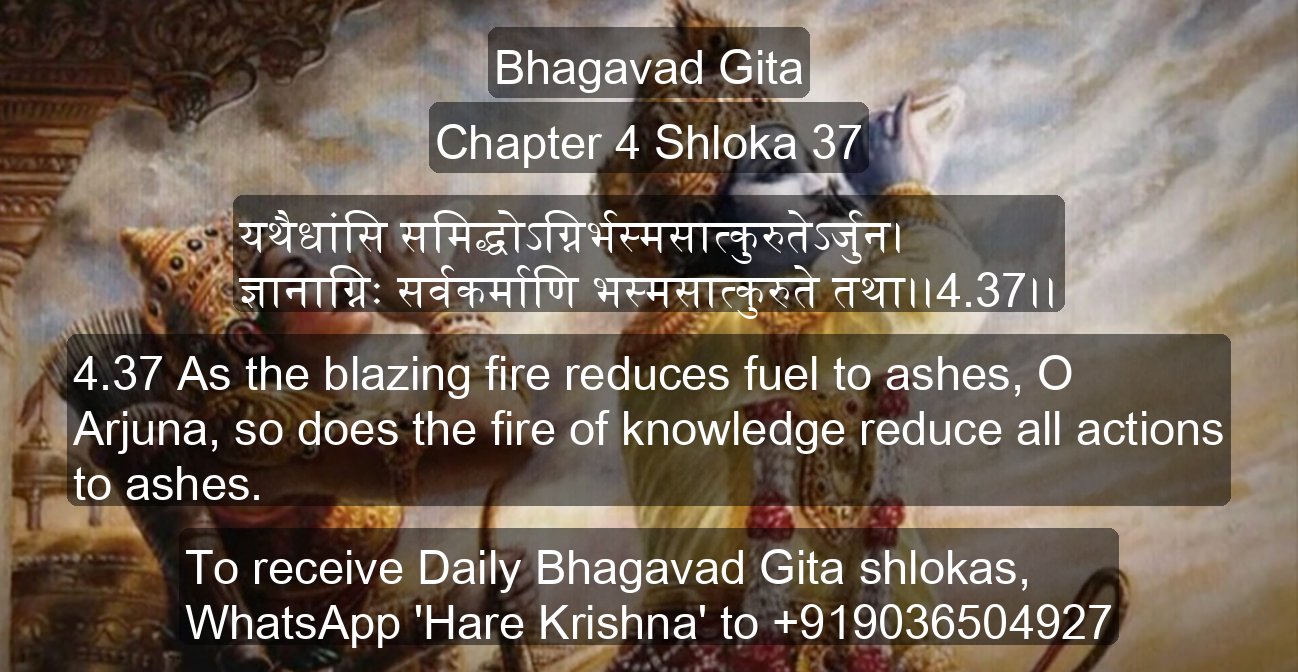 Bhagavad Gita
Chapter 4 Shloka 37
यथैधांसि समिद्धोऽग्निर्भस्मसात्कुरुतेऽर्जुन।
ज्ञानाग्निः सर्वकर्माणि भस्मसात्कुरुते तथा।।4.37।।
4.37 As the blazing fire reduces fuel to ashes, O
Arjuna, so does the fire of knowledge reduce all actions
to ashes.
To receive Daily Bhagavad Gita shlokas,
WhatsApp 'Hare Krishna' to +919036504927